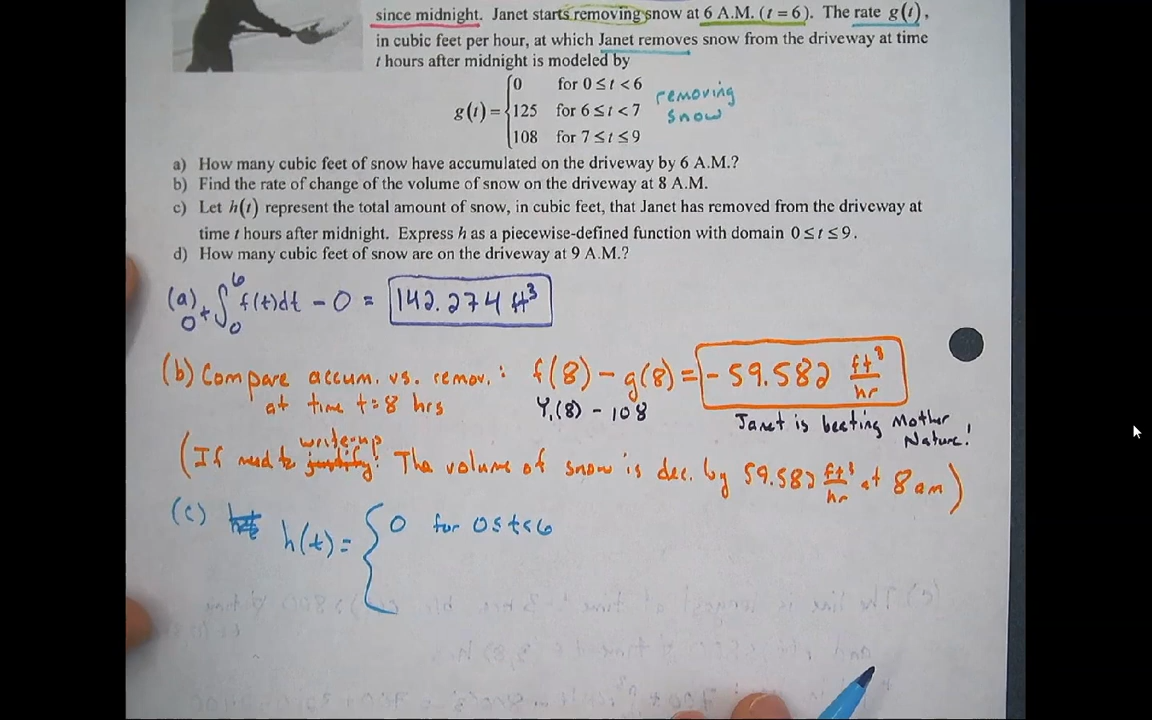 since midnight. Janet starts removing snow at 6 A.M. (t = 6). The rate g(t),
in cubic feet per hour, at which Janet removes snow from the driveway at time
t hours after midnight is modeled by
g(t) = { 0 for 0 ≤ t < 6
125 for 6 ≤ t < 7
108 for 7 ≤ t ≤ 9
removing
snow
a) How many cubic feet of snow have accumulated on the driveway by 6 A.M.?
b) Find the rate of change of the volume of snow on the driveway at 8 A.M.
c) Let h(t) represent the total amount of snow, in cubic feet, that Janet has removed from the driveway at
time t hours after midnight. Express h as a piecewise-defined function with domain 0 ≤ t ≤ 9.
d) How many cubic feet of snow are on the driveway at 9 A.M.?
(a) 0 + ∫₀⁶ f(t)dt - 0 = 142.274 ft³
(b) Compare accum. vs. remov.: f(8) - g(8) = -59.582 ft³/hr
at time t=8 hrs Y₁(8) - 108
Janet is beating Mother
Nature!
write-up
(If need to justify: The volume of snow is dec. by 59.582 ft³/hr at 8am)
(c) h(t) = { 0 for 0≤t≤6